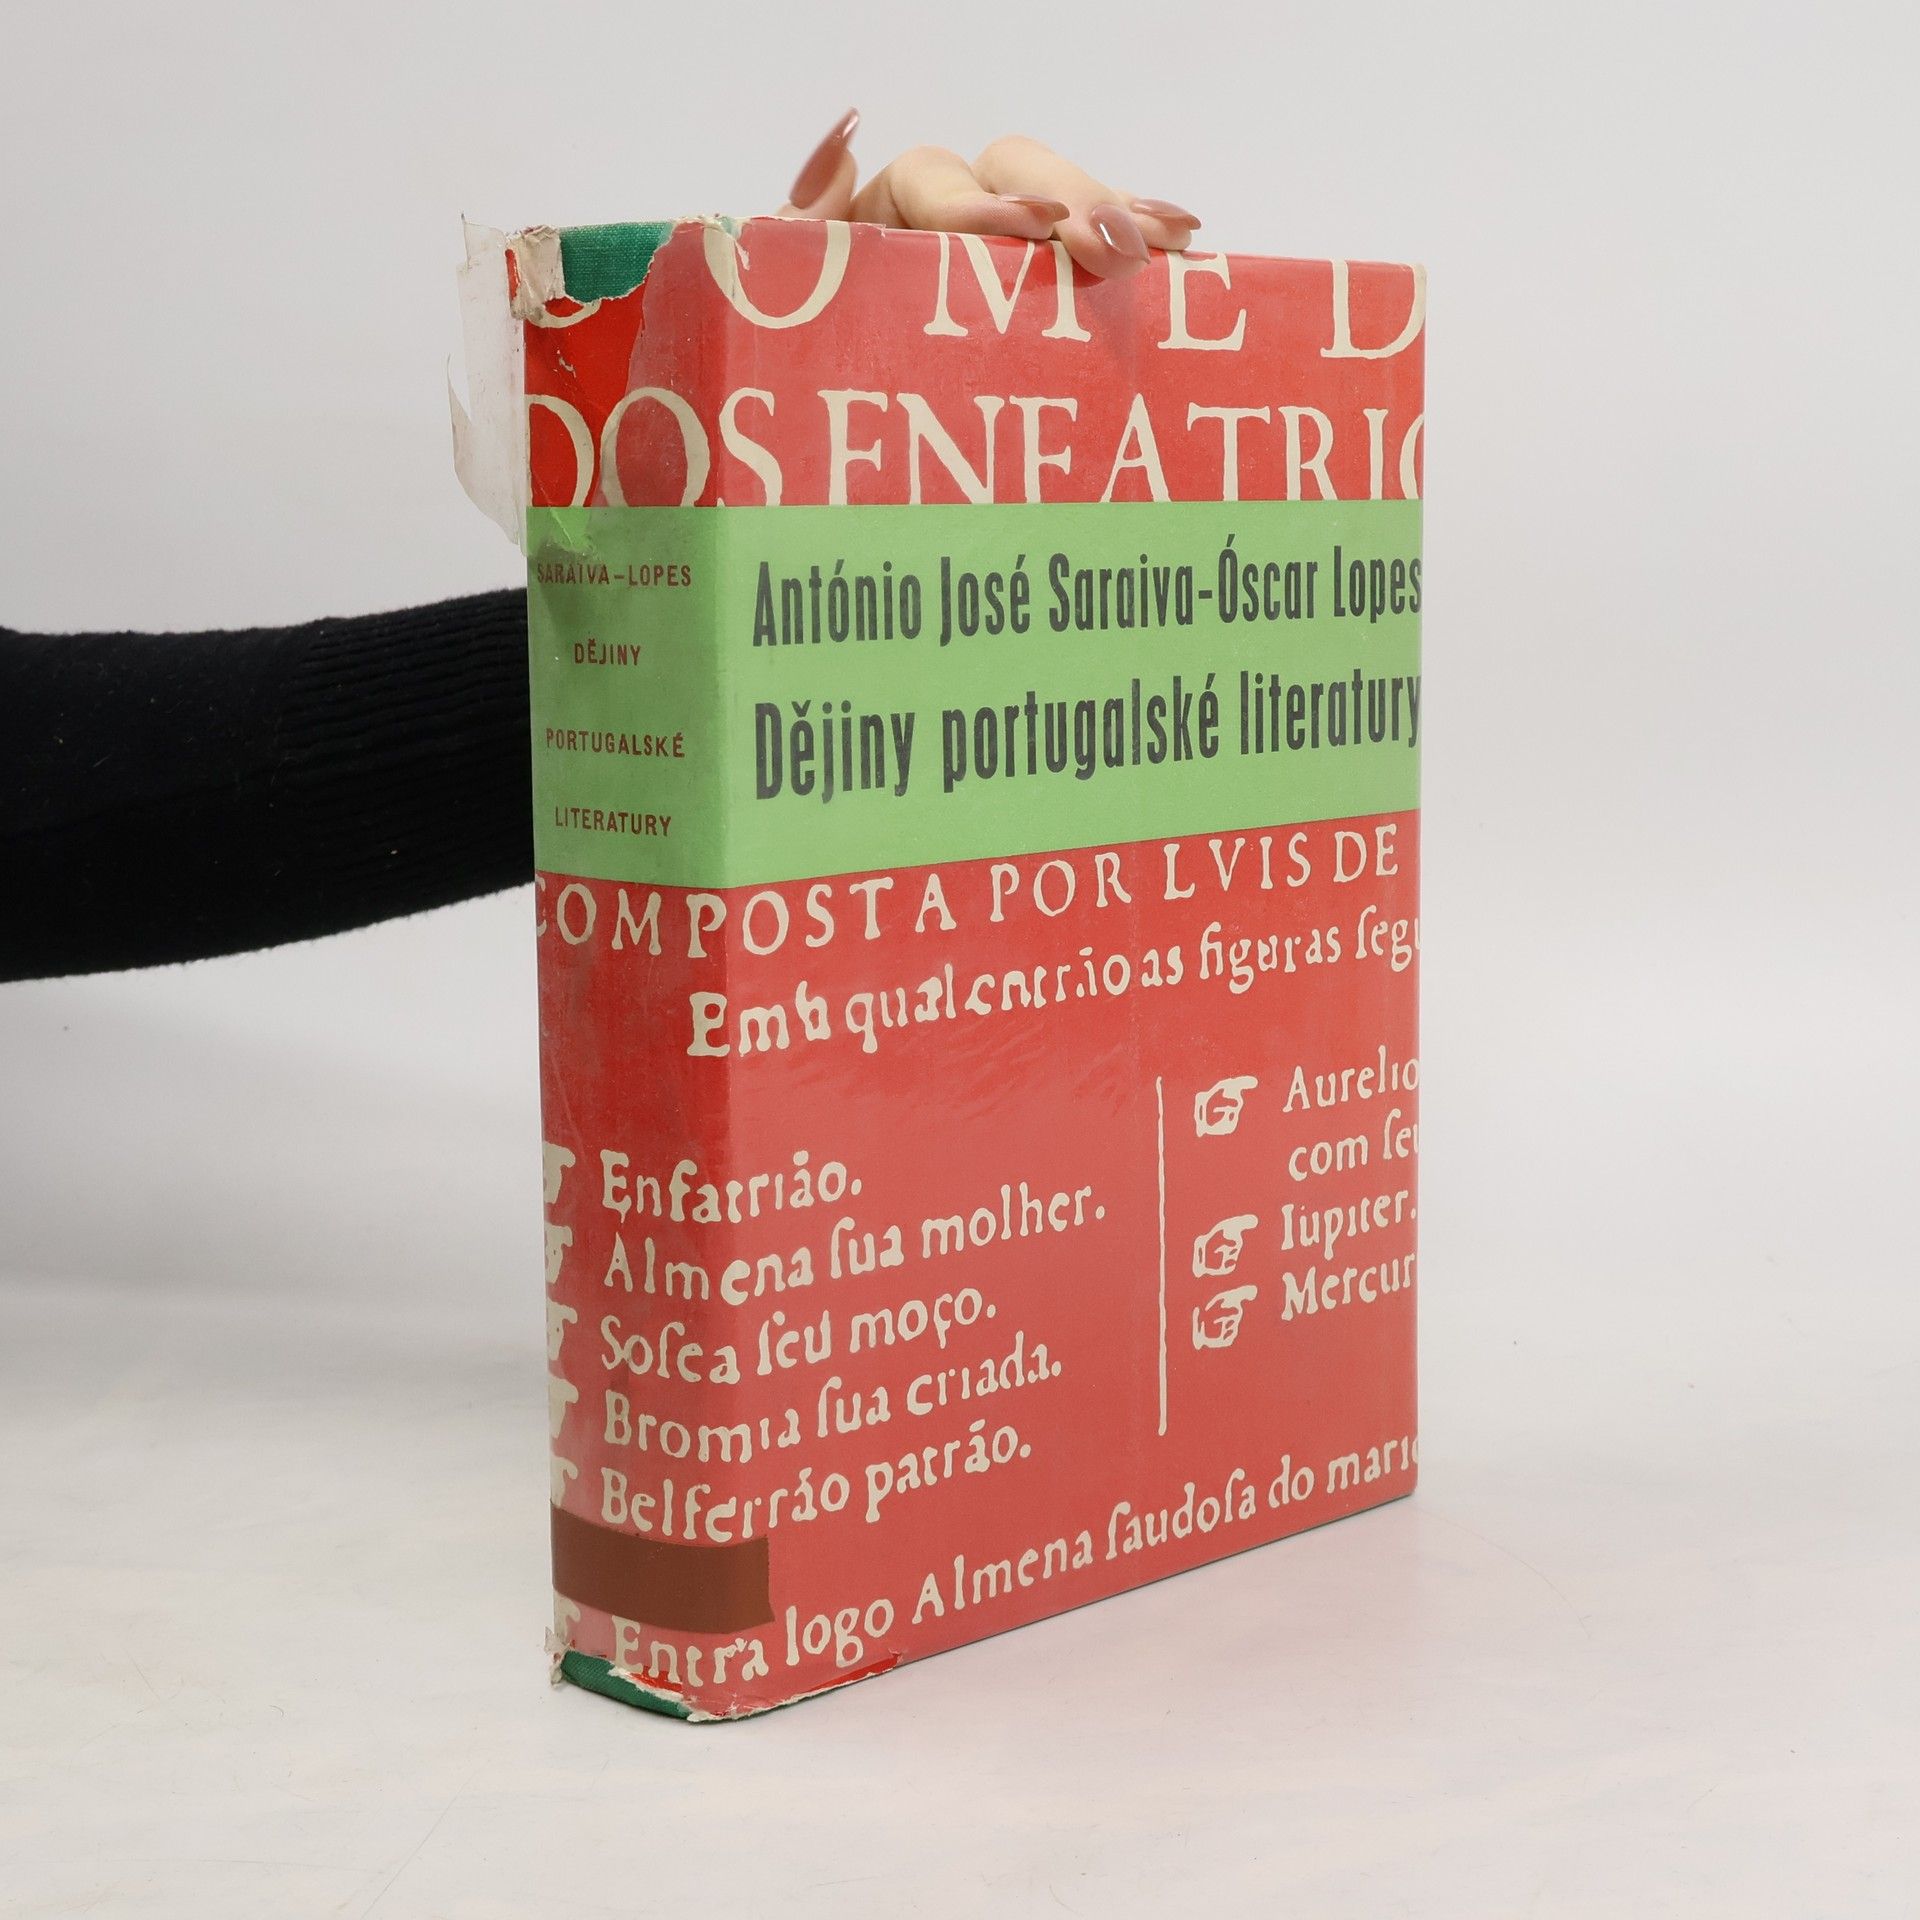 SARAIVA–LOPES
DĚJINY
PORTUGALSKÉ
LITERATURY
OMED
DOS ENFATRIO
António José Saraiva-Óscar Lopes
Dějiny portugalské literatury
COMPOSTA POR LVIS DE
qual entrão as figuras ſegu
Enfatrião.
Almena ſua molher.
Soſea ſeu moço.
Bromia ſua criada.
Belferrão patrão.
Aurelio
com ſeu
Iupiter.
Mercur
Entra logo Almena ſaudoſa do mari